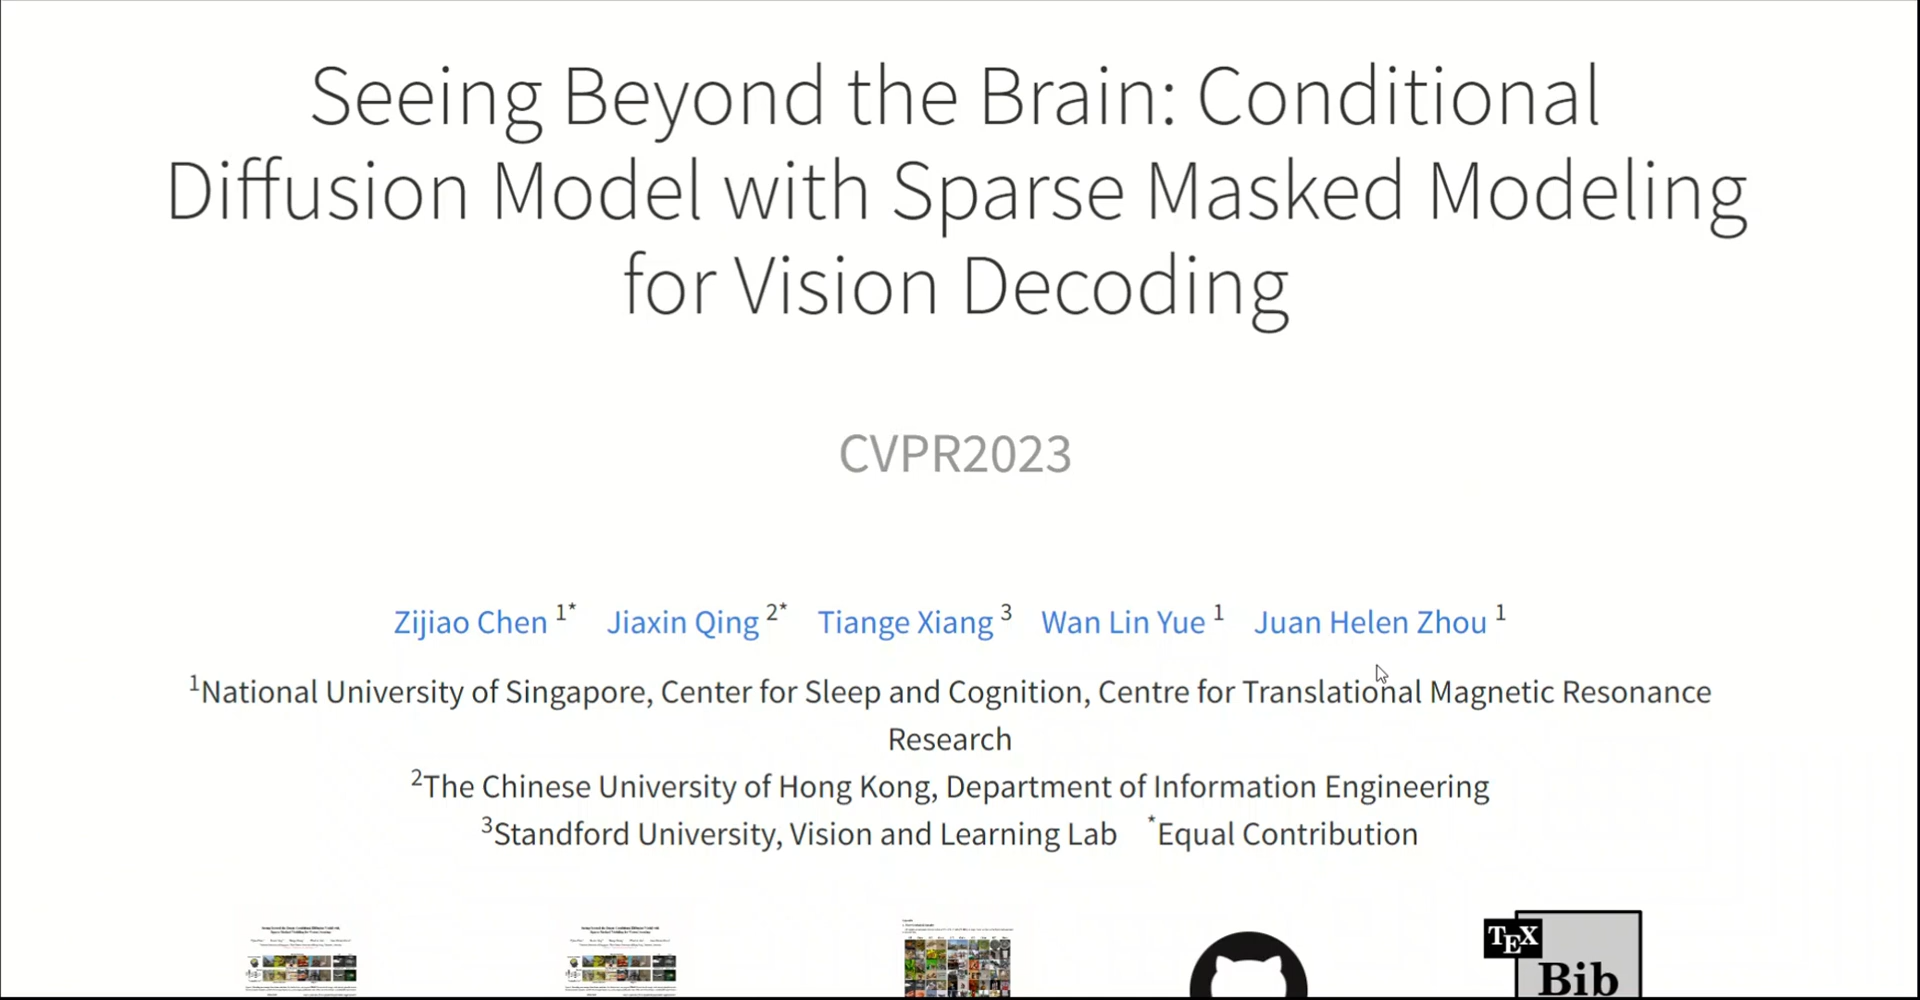 Seeing Beyond the Brain: Conditional
Diffusion Model with Sparse Masked Modeling
for Vision Decoding
CVPR2023
Zijiao Chen 1* Jiaxin Qing 2* Tiange Xiang 3 Wan Lin Yue 1 Juan Helen Zhou 1
1National University of Singapore, Center for Sleep and Cognition, Centre for Translational Magnetic Resonance
Research
2The Chinese University of Hong Kong, Department of Information Engineering
3Standford University, Vision and Learning Lab *Equal Contribution
TEX
Bib